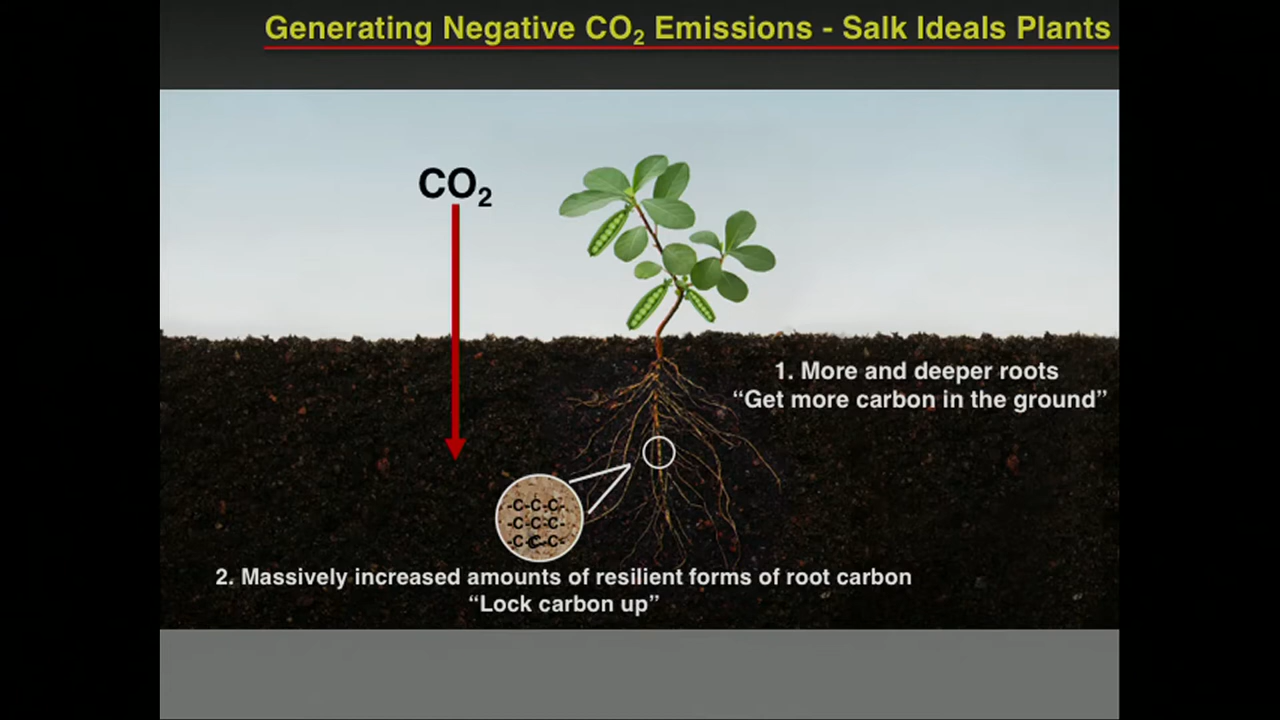 Generating Negative CO₂ Emissions - Salk Ideals Plants
CO₂
1. More and deeper roots
“Get more carbon in the ground”
-C-C-C-
-C-C-C-
2. Massively increased amounts of resilient forms of root carbon
“Lock carbon up”